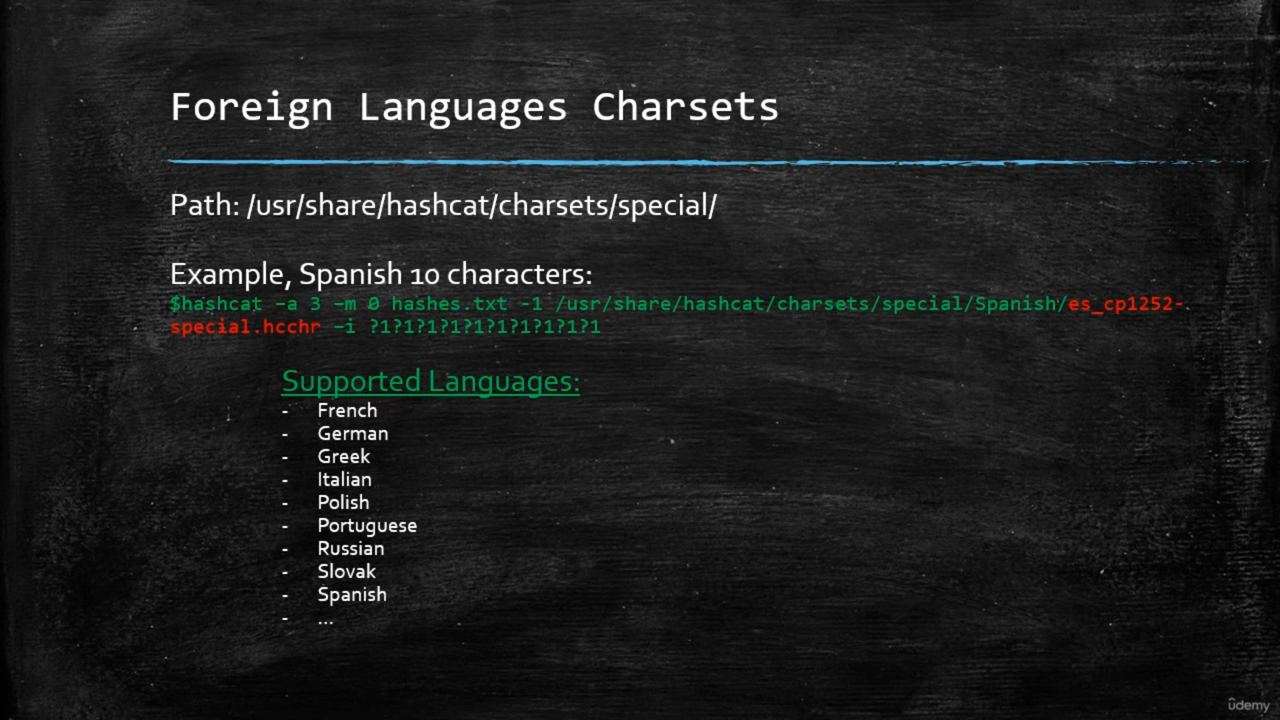 Foreign Languages Charsets
Path: /usr/share/hashcat/charsets/special/
Example, Spanish 10 characters:
$hashcat –a 3 –m 0 hashes.txt -1 /usr/share/hashcat/charsets/special/Spanish/es_cp1252-
special.hcchr –i ?1?1?1?1?1?1?1?1?1?1
Supported Languages:
- French
- German
- Greek
- Italian
- Polish
- Portuguese
- Russian
- Slovak
- Spanish
- ...
ûdemy